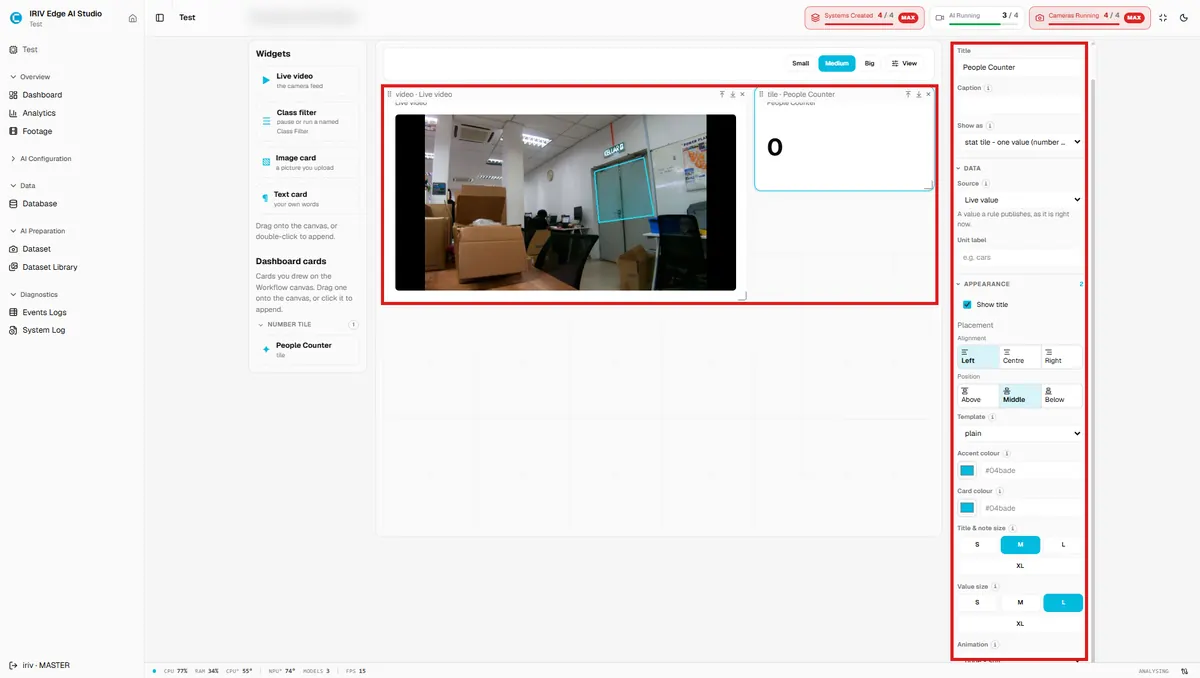 IRIV Edge AI Studio
Test
Test
Systems Created 4 / 4 MAX
AI Running 3 / 4
Cameras Running 4 / 4 MAX
Test
Overview
Dashboard
Analytics
Footage
AI Configuration
Data
Database
AI Preparation
Dataset
Dataset Library
Diagnostics
Events Logs
System Log
iriv · MASTER
Widgets
Live video
the camera feed
Class filter
pause or run a named
Class Filter
Image card
a picture you upload
Text card
your own words
Drag onto the canvas, or
double-click to append.
Dashboard cards
Cards you drew on the
Workflow canvas. Drag one
onto the canvas, or click it to
append.
NUMBER TILE 1
People Counter
tile
Small Medium Big View
video · Live video
Live video
KELUAR
tile · People Counter
People Counter
0
Title
People Counter
Caption
Show as
stat tile - one value (number ...
DATA
Source
Live value
A value a rule publishes, as it is right
now.
Unit label
e.g. cars
APPEARANCE 2
Show title
Placement
Alignment
Left Centre Right
Position
Above Middle Below
Template
plain
Accent colour
#04bade
Card colour
#04bade
Title & note size
S M L
XL
Value size
S M L
XL
Animation
CPU 77% RAM 34% CPU° 55° NPU° 74° MODELS 3 FPS 15
ANALYSING